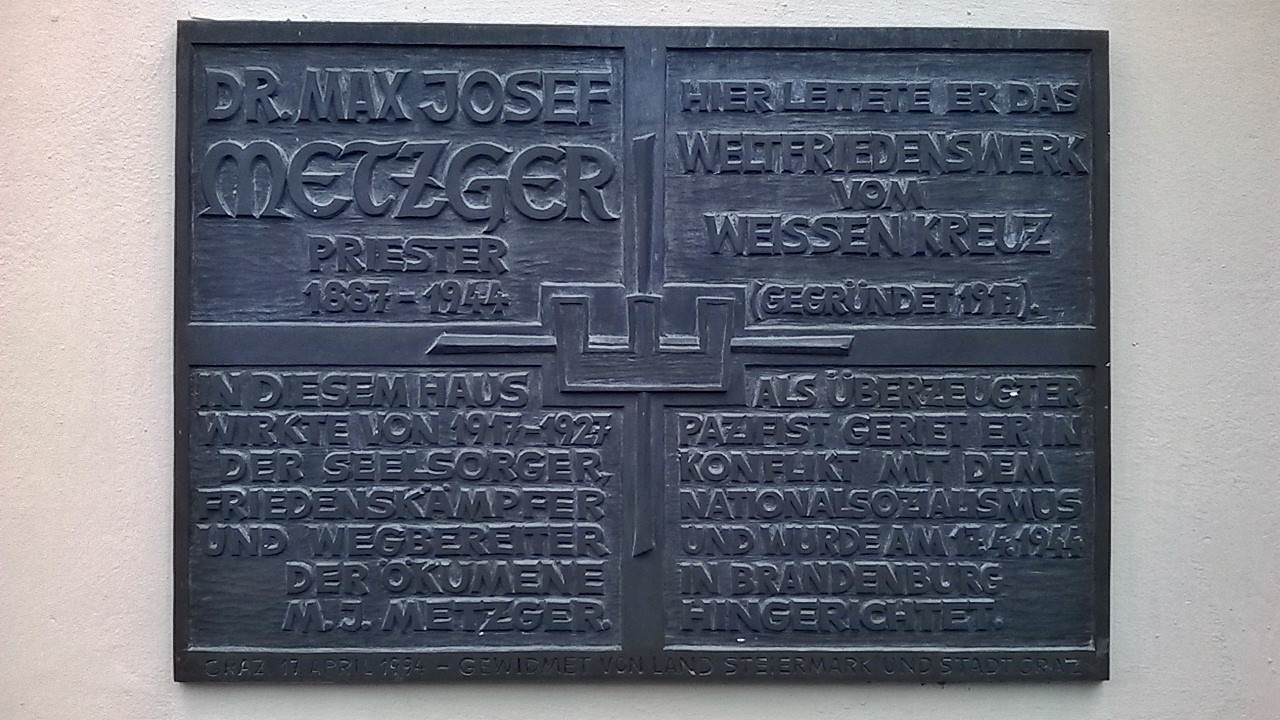 DR. MAX JOSEF
METZGER
PRIESTER
1887 - 1944
IN DIESEM HAUS
WIRKTE VON 1917-1927
DER SEELSORGER,
FRIEDENSKÄMPFER
UND WEGBEREITER
DER ÖKUMENE
M.J. METZGER.
HIER LEITETE ER DAS
WELTFRIEDENSWERK
VOM
WEISSEN KREUZ
(GEGRÜNDET 1917).
ALS ÜBERZEUGTER
PAZIFIST GERIET ER IN
KONFLIKT MIT DEM
NATIONALSOZIALISMUS
UND WURDE AM 17.4.1944
IN BRANDENBURG
HINGERICHTET.
GRAZ 17 APRIL 1994 - GEWIDMET VON LAND STEIERMARK UND STADT GRAZ